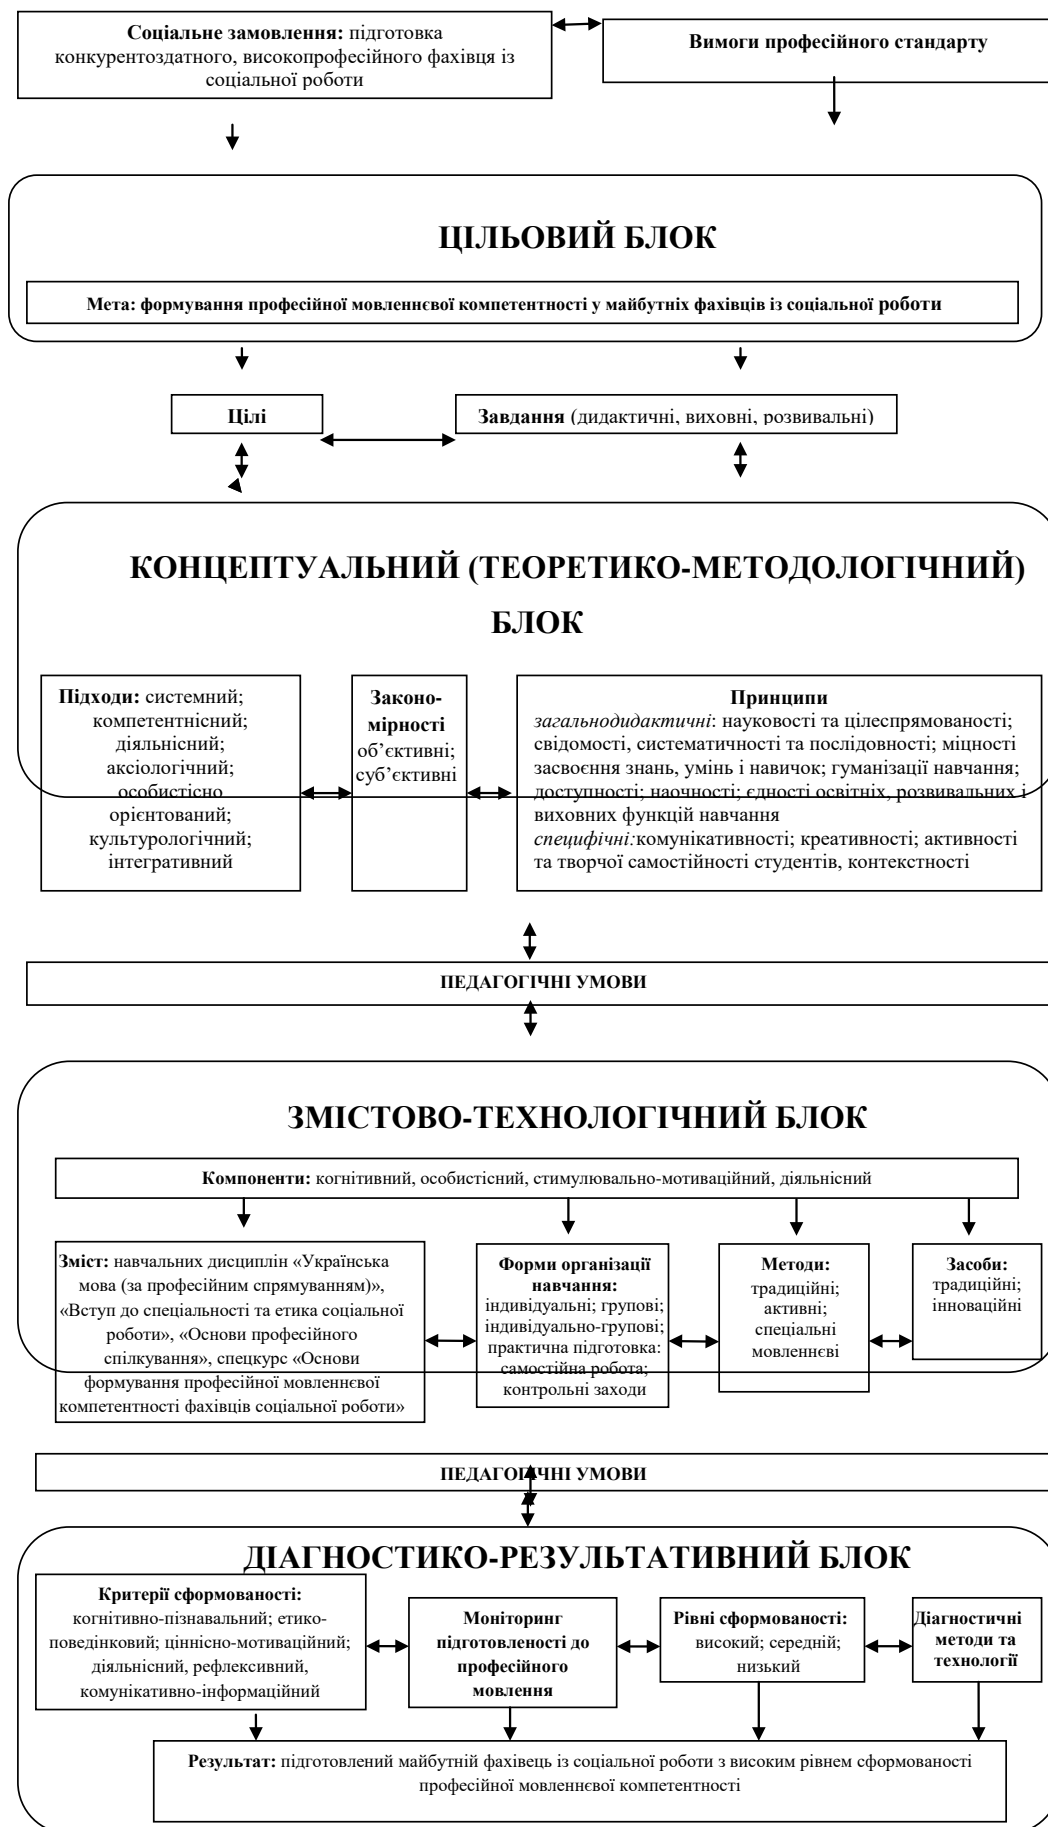 Соціальне замовлення: підготовка
конкурентоздатного, високопрофесійного фахівця із
соціальної роботи
Вимоги професійного стандарту
ЦІЛЬОВИЙ БЛОК
Мета: формування професійної мовленнєвої компетентності у майбутніх фахівців із соціальної роботи
Цілі
Завдання (дидактичні, виховні, розвивальні)
КОНЦЕПТУАЛЬНИЙ (ТЕОРЕТИКО-МЕТОДОЛОГІЧНИЙ)
БЛОК
Підходи: системний;
компетентнісний;
діяльнісний;
аксіологічний;
особистісно
орієнтований;
культурологічний;
інтегративний
Законо-
мірності
об’єктивні;
суб’єктивні
Принципи
загальнодидактичні: науковості та цілеспрямованості;
свідомості, систематичності та послідовності; міцності
засвоєння знань, умінь і навичок; гуманізації навчання;
доступності; наочності; єдності освітніх, розвивальних і
виховних функцій навчання
специфічні:комунікативності; креативності; активності
та творчої самостійності студентів, контекстності
ПЕДАГОГІЧНІ УМОВИ
ЗМІСТОВО-ТЕХНОЛОГІЧНИЙ БЛОК
Компоненти: когнітивний, особистісний, стимулювально-мотиваційний, діяльнісний
Зміст: навчальних дисциплін «Українська
мова (за професійним спрямуванням)»,
«Вступ до спеціальності та етика соціальної
роботи», «Основи професійного
спілкування», спецкурс «Основи
формування професійної мовленнєвої
компетентності фахівців соціальної роботи»
Форми організації
навчання:
індивідуальні; групові;
індивідуально-групові;
практична підготовка:
самостійна робота;
контрольні заходи
Методи:
традиційні;
активні;
спеціальні
мовленнєві
Засоби:
традиційні;
інноваційні
ПЕДАГОГІЧНІ УМОВИ
ДІАГНОСТИКО-РЕЗУЛЬТАТИВНИЙ БЛОК
Критерії сформованості:
когнітивно-пізнавальний; етико-
поведінковий; ціннісно-мотиваційний;
діяльнісний, рефлексивний,
комунікативно-інформаційний
Моніторинг
підготовленості до
професійного
мовлення
Рівні сформованості:
високий; середній;
низький
Діагностичні
методи та
технології
Результат: підготовлений майбутній фахівець із соціальної роботи з високим рівнем сформованості
професійної мовленнєвої компетентності